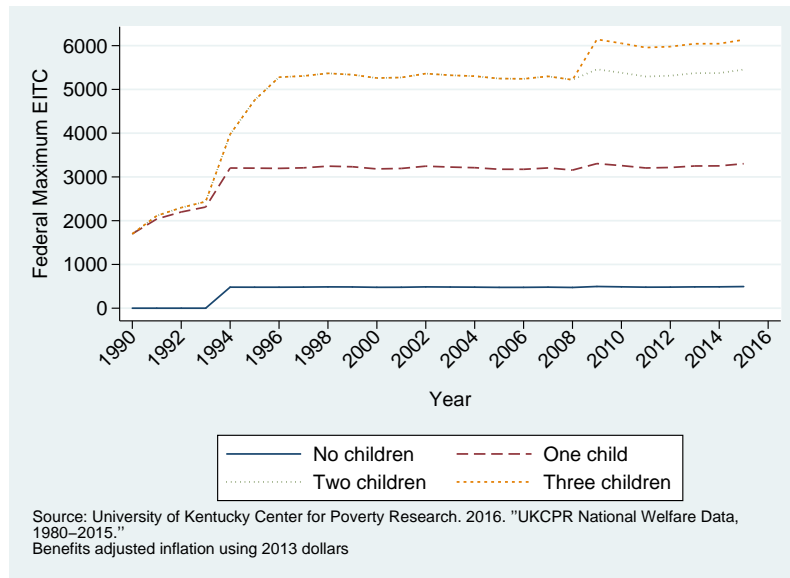 Federal Maximum EITC
6000
5000
4000
3000
2000
1000
0
1990
1992
1994
1996
1998
2000
2002
2004
2006
2008
2010
2012
2014
2016
Year
No children
One child
Two children
Three children
Source: University of Kentucky Center for Poverty Research. 2016. ”UKCPR National Welfare Data,
1980−2015.”
Benefits adjusted inflation using 2013 dollars